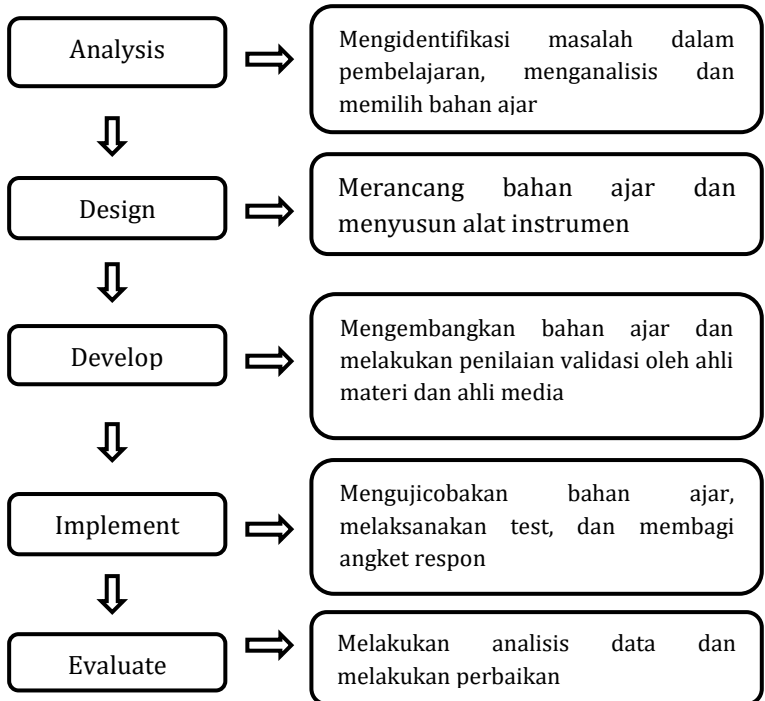 Analysis
Mengidentifikasi masalah dalam
pembelajaran, menganalisis dan
memilih bahan ajar
Design
Merancang bahan ajar dan
menyusun alat instrumen
Develop
Mengembangkan bahan ajar dan
melakukan penilaian validasi oleh ahli
materi dan ahli media
Implement
Mengujicobakan bahan ajar,
melaksanakan test, dan membagi
angket respon
Evaluate
Melakukan analisis data dan
melakukan perbaikan